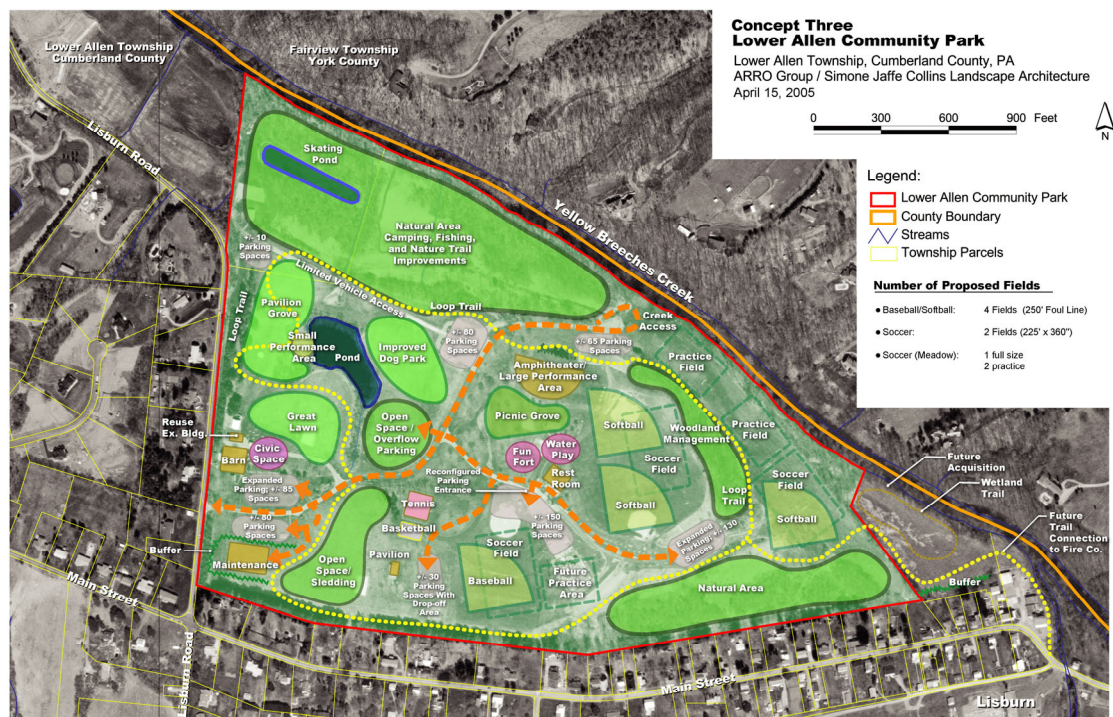 Concept Three
Lower Allen Community Park
Lower Allen Township, Cumberland County, PA
ARRO Group / Simone Jaffe Collins Landscape Architecture
April 15, 2005
0 300 600 900 Feet
N
Legend:
Lower Allen Community Park
County Boundary
Streams
Township Parcels
Number of Proposed Fields
• Baseball/Softball: 4 Fields (250' Foul Line)
• Soccer: 2 Fields (225' x 360")
• Soccer (Meadow): 1 full size
2 practice
Lower Allen Township
Cumberland County
Fairview Township
York County
Lisburn Road
Skating
Pond
Natural Area
Camping, Fishing,
and Nature Trail
Improvements
Yellow Breeches Creek
+/- 10
Parking
Spaces
Limited Vehicle Access
Loop Trail
Loop Trail
Pavilion
Grove
Small
Performance
Area
Pond
Improved
Dog Park
+/- 80
Parking
Spaces
Creek
Access
+/- 65 Parking
Spaces
Practice
Field
Amphitheater/
Large Performance
Area
Great
Lawn
Open
Space /
Overflow
Parking
Picnic Grove
Softball
Woodland
Management
Practice
Field
Reuse
Ex. Bldg.
Barn
Civic
Space
Fun
Fort
Water
Play
Rest
Room
Soccer
Field
Soccer
Field
Expanded
Parking; +/- 85
Spaces
Reconfigured
Parking
Entrance
Loop
Trail
Future
Acquisition
Wetland
Trail
Tennis
Softball
Softball
+/- 80
Parking
Spaces
Basketball
+/- 150
Parking
Spaces
Expanded
Parking; +/- 130
Spaces
Future
Trail
Connection
to Fire Co.
Buffer
Maintenance
Open
Space/
Sledding
Pavilion
Soccer
Field
+/- 30
Parking
Spaces With
Drop-off
Area
Baseball
Future
Practice
Area
Natural Area
Buffer
Main Street
Lisburn Road
Main Street
Lisburn